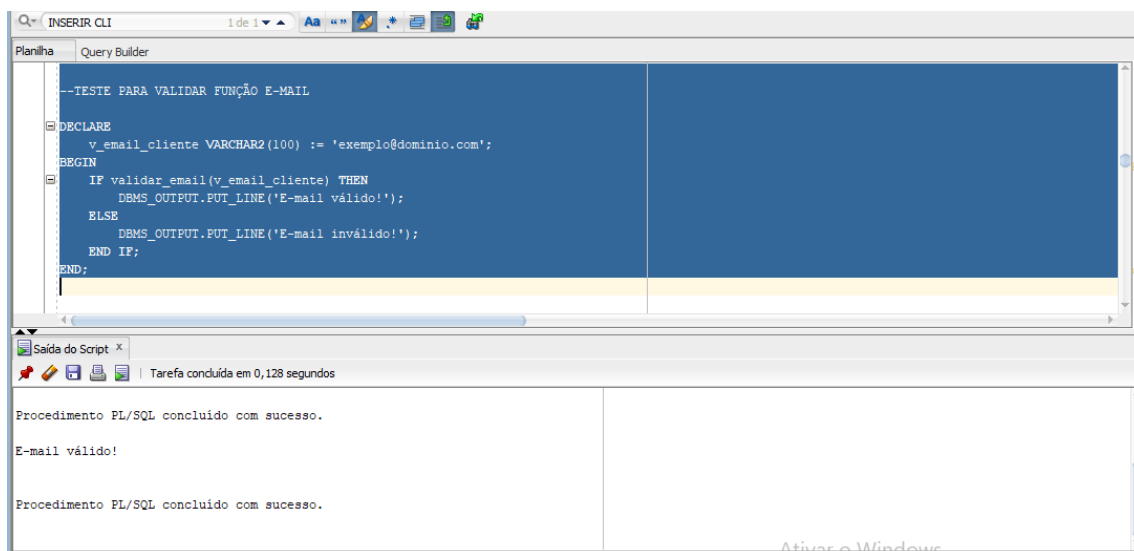 INSERIR CLI 1 de 1 Aa “” .*
Planilha Query Builder
--TESTE PARA VALIDAR FUNÇÃO E-MAIL
DECLARE
v_email_cliente VARCHAR2(100) := 'exemplo@dominio.com';
BEGIN
IF validar_email(v_email_cliente) THEN
DBMS_OUTPUT.PUT_LINE('E-mail válido!');
ELSE
DBMS_OUTPUT.PUT_LINE('E-mail inválido!');
END IF;
END;
Saída do Script x
Tarefa concluída em 0,128 segundos
Procedimento PL/SQL concluído com sucesso.
E-mail válido!
Procedimento PL/SQL concluído com sucesso.
Ativar o Windows